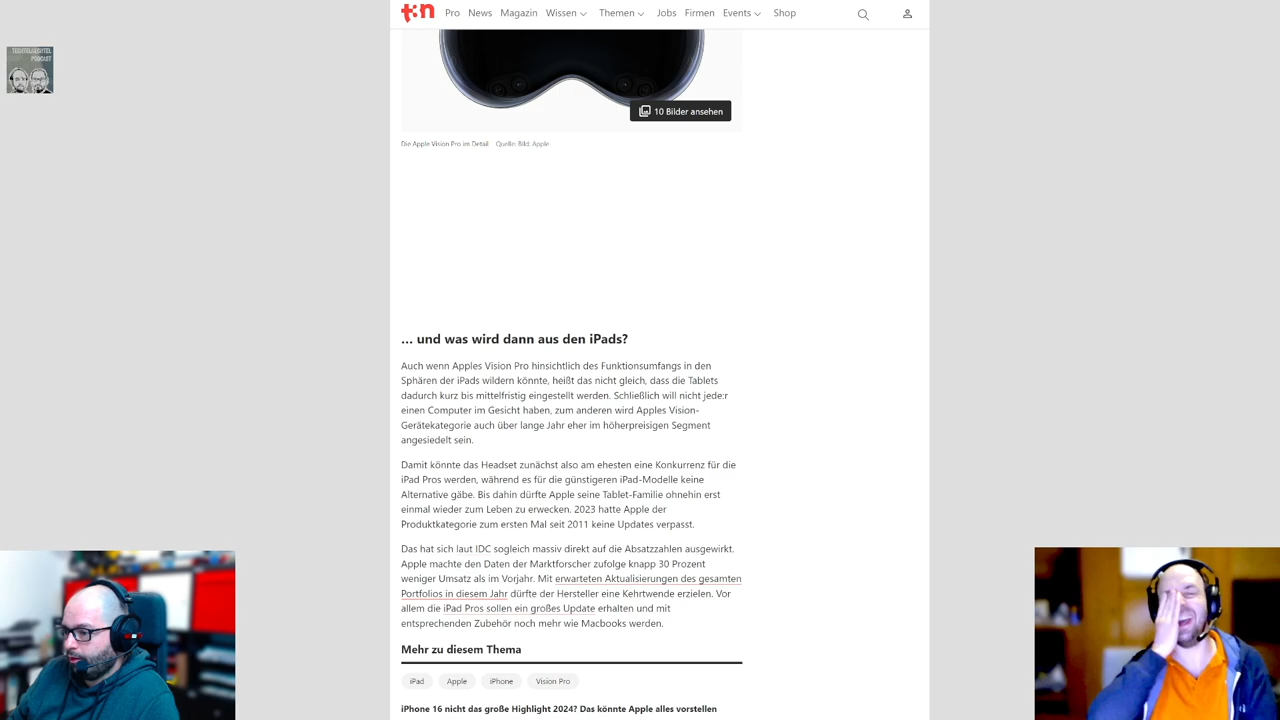 t3n
Pro News Magazin Wissen Themen Jobs Firmen Events Shop
TECHTELMECHTEL
PODCAST
10 Bilder ansehen
Die Apple Vision Pro im Detail Quelle: Bild: Apple
… und was wird dann aus den iPads?
Auch wenn Apples Vision Pro hinsichtlich des Funktionsumfangs in den
Sphären der iPads wildern könnte, heißt das nicht gleich, dass die Tablets
dadurch kurz bis mittelfristig eingestellt werden. Schließlich will nicht jede:r
einen Computer im Gesicht haben, zum anderen wird Apples Vision-
Gerätekategorie auch über lange Jahr eher im höherpreisigen Segment
angesiedelt sein.
Damit könnte das Headset zunächst also am ehesten eine Konkurrenz für die
iPad Pros werden, während es für die günstigeren iPad-Modelle keine
Alternative gäbe. Bis dahin dürfte Apple seine Tablet-Familie ohnehin erst
einmal wieder zum Leben zu erwecken. 2023 hatte Apple der
Produktkategorie zum ersten Mal seit 2011 keine Updates verpasst.
Das hat sich laut IDC sogleich massiv direkt auf die Absatzzahlen ausgewirkt.
Apple machte den Daten der Marktforscher zufolge knapp 30 Prozent
weniger Umsatz als im Vorjahr. Mit erwarteten Aktualisierungen des gesamten
Portfolios in diesem Jahr dürfte der Hersteller eine Kehrtwende erzielen. Vor
allem die iPad Pros sollen ein großes Update erhalten und mit
entsprechenden Zubehör noch mehr wie Macbooks werden.
Mehr zu diesem Thema
iPad Apple iPhone Vision Pro
iPhone 16 nicht das große Highlight 2024? Das könnte Apple alles vorstellen